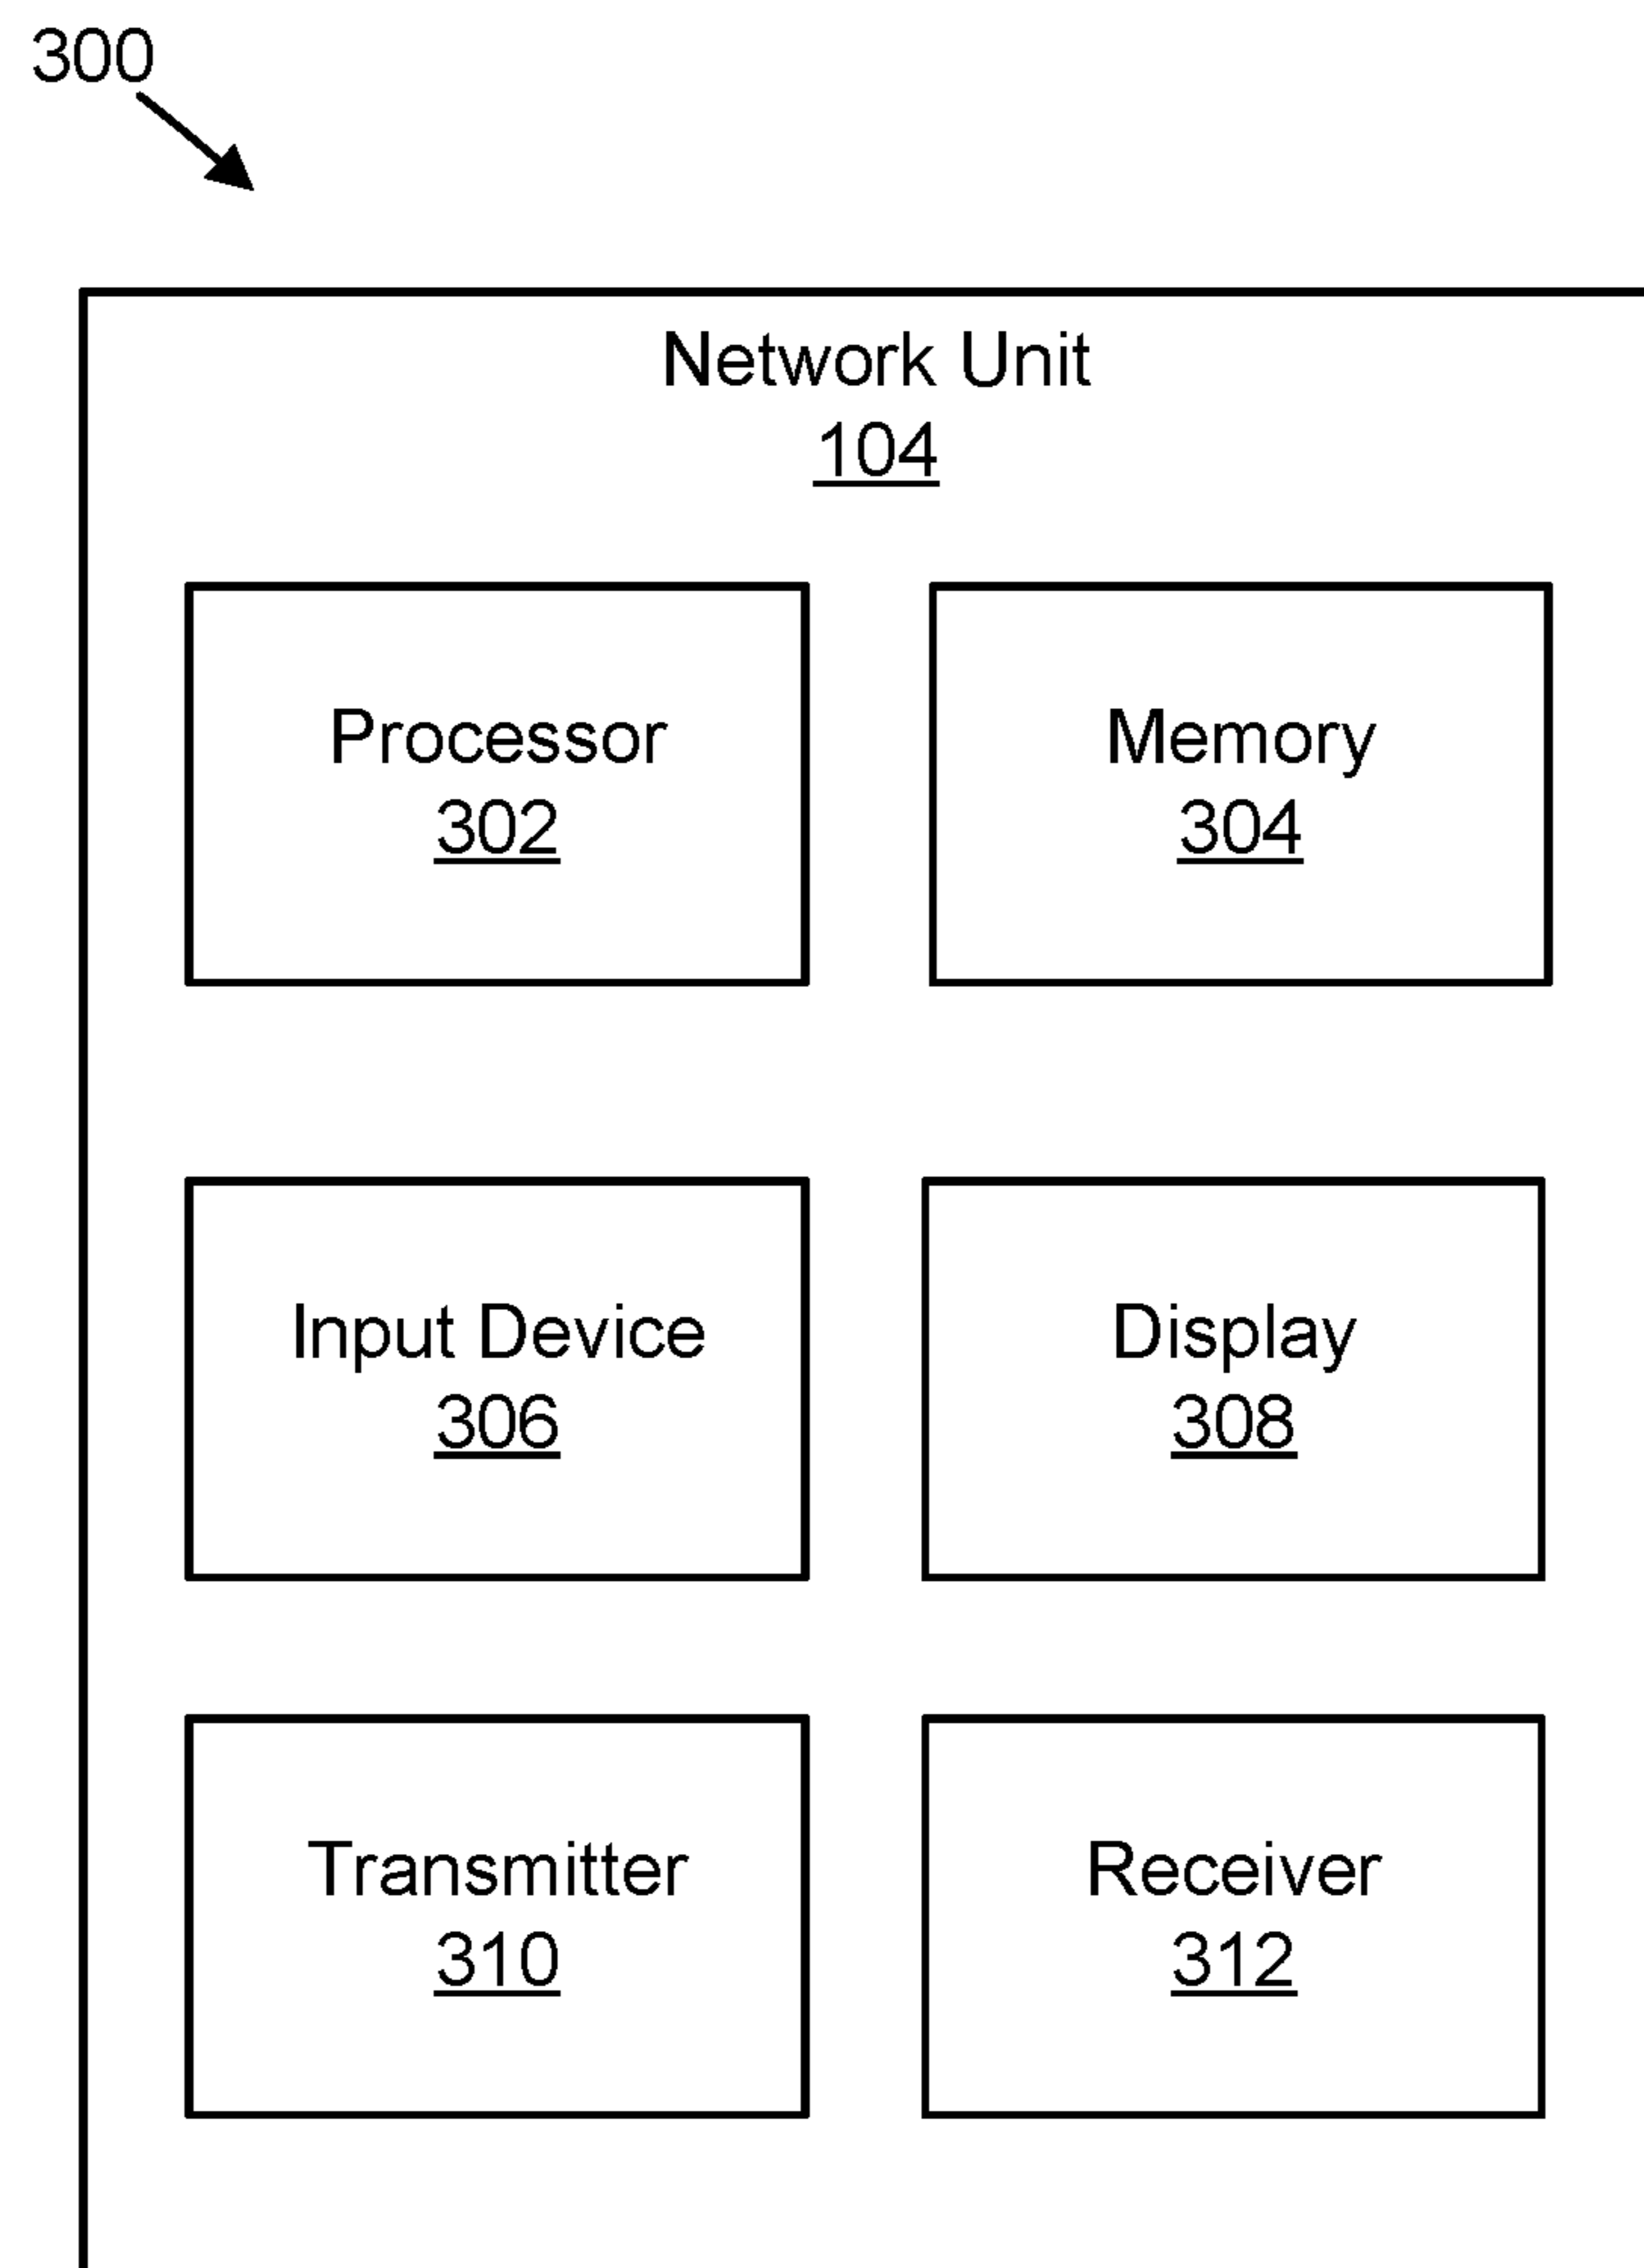 300
Network Unit
104
Processor
302
Memory
304
Input Device
306
Display
308
Transmitter
310
Receiver
312